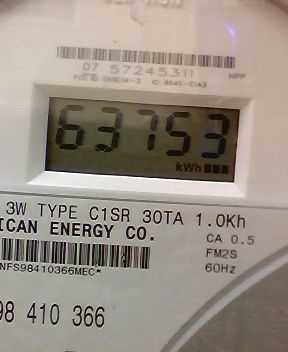 07 57245311
HPP
63753
kWh
3W TYPE C1SR 30TA 1.0Kh
ICAN ENERGY CO.
CA 0.5
FM2S
NFS98410366MEC*
60Hz
98 410 366